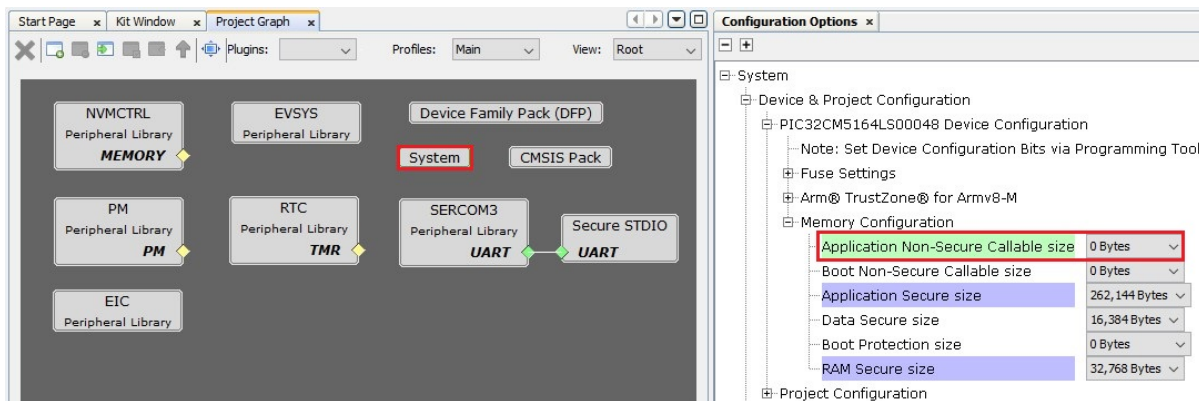 Start Page x Kit Window x Project Graph x
Plugins: Profiles: Main View: Root
NVMCTRL
Peripheral Library
MEMORY
EVSYS
Peripheral Library
Device Family Pack (DFP)
System
CMSIS Pack
PM
Peripheral Library
PM
RTC
Peripheral Library
TMR
SERCOM3
Peripheral Library
UART
Secure STDIO
UART
EIC
Peripheral Library
Configuration Options x
System
Device & Project Configuration
PIC32CM5164LS00048 Device Configuration
Note: Set Device Configuration Bits via Programming Tool
Fuse Settings
Arm® TrustZone® for Armv8-M
Memory Configuration
Application Non-Secure Callable size 0 Bytes
Boot Non-Secure Callable size 0 Bytes
Application Secure size 262,144 Bytes
Data Secure size 16,384 Bytes
Boot Protection size 0 Bytes
RAM Secure size 32,768 Bytes
Project Configuration